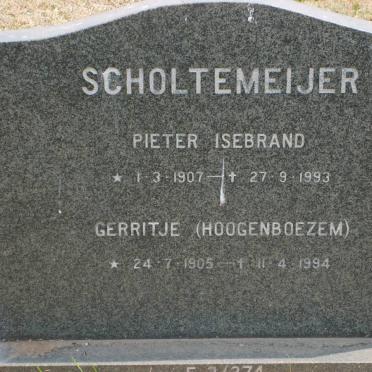 SCHOLTEMEIJER
PIETER ISEBRAND
★ 1-3-1907 — † 27-9-1993
GERRITJE (HOOGENBOEZEM)
★ 24-7-1905 — † 11-4-1994